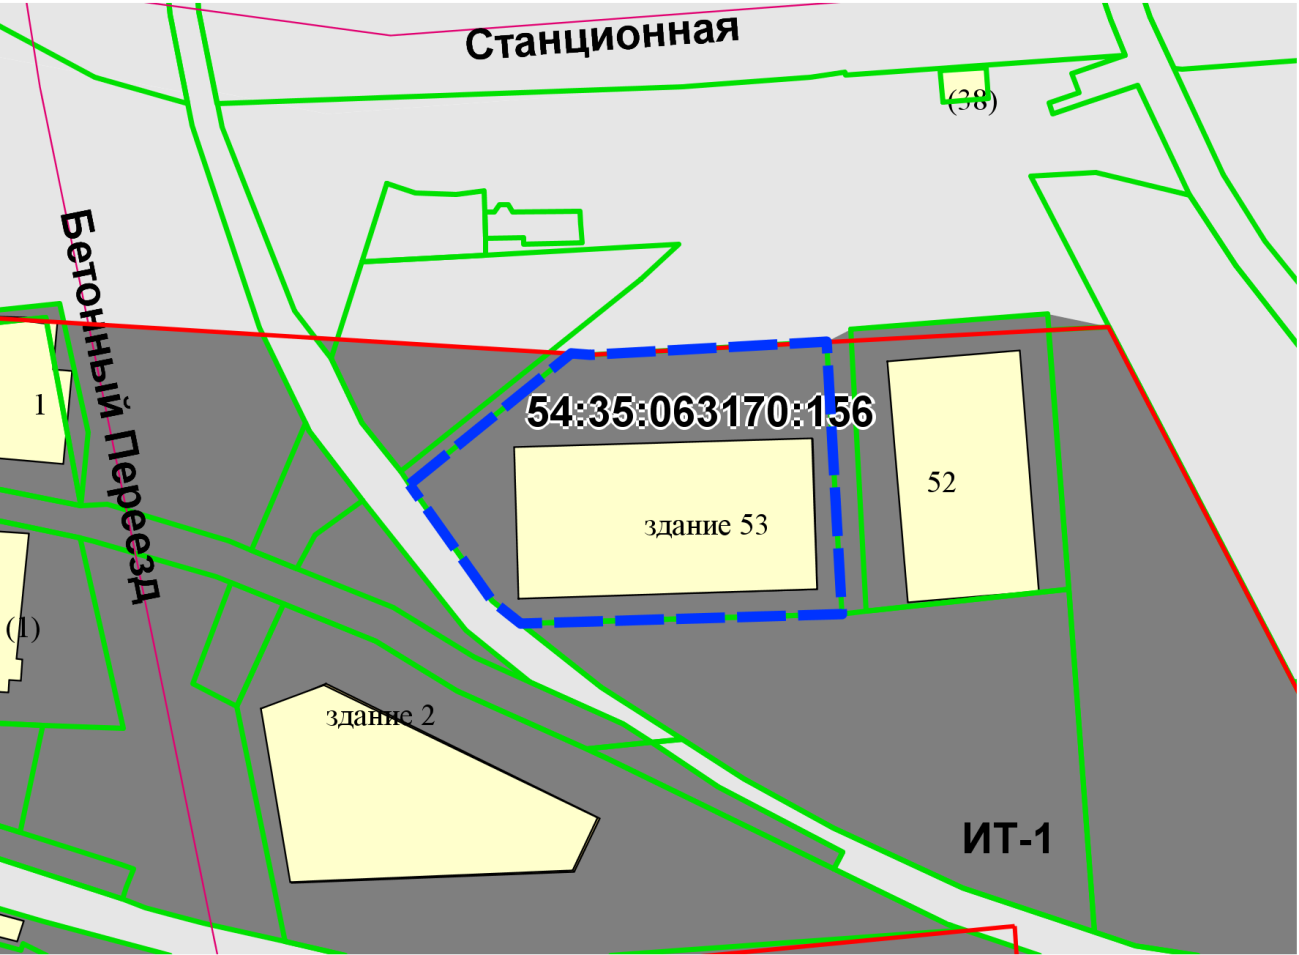 Станционная
(38)
Бетонный Переезд
1
54:35:063170:156
52
здание 53
(1)
здание 2
ИТ-1